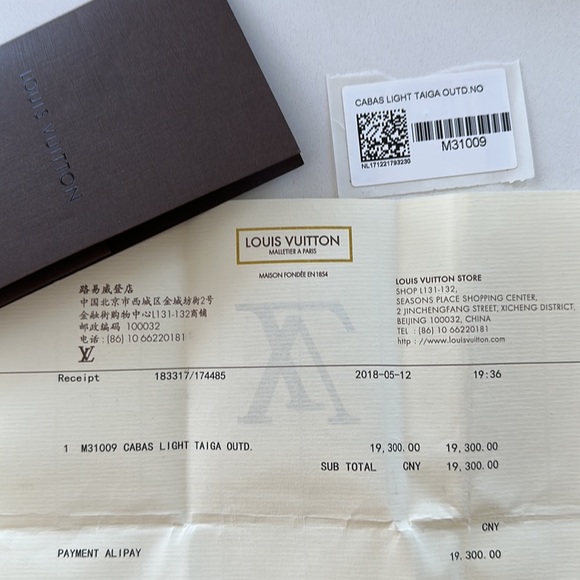 LOUIS VUITTON
CABAS LIGHT TAIGA OUTD.NO
M31009
NL171221793230
LOUIS VUITTON
MALLETIER A PARIS
MAISON FONDÉE EN 1854
路易威登店
中国北京市西城区金城坊街2号
金融街购物中心L131-132商铺
邮政编码 100032
电话:(86) 10 66220181
LV
LOUIS VUITTON STORE
SHOP L131-132,
SEASONS PLACE SHOPPING CENTER,
2 JINCHENGFANG STREET, XICHENG DISTRICT,
BEIJING 100032, CHINA
TEL : (86) 10 66220181
http : //www.louisvuitton.com
Receipt 183317/174485 2018-05-12 19:36
1 M31009 CABAS LIGHT TAIGA OUTD. 19,300.00 19,300.00
SUB TOTAL CNY 19,300.00
CNY
PAYMENT ALIPAY 19,300.00